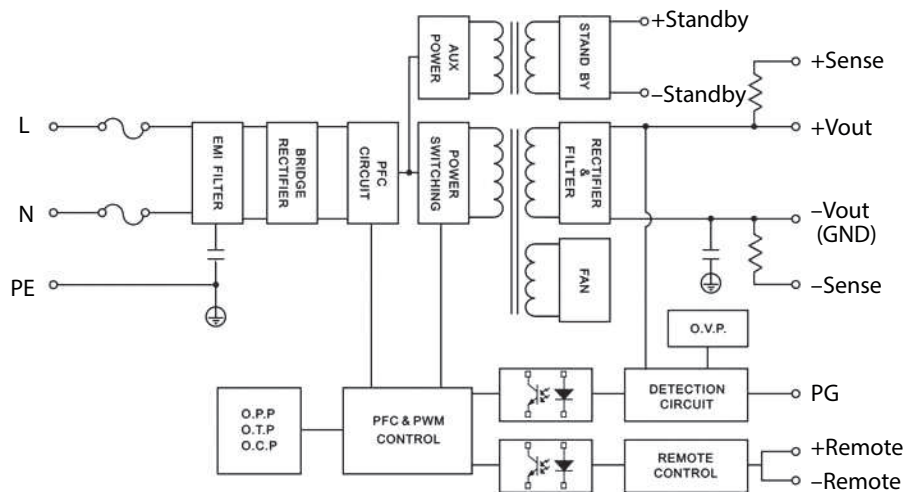 +Standby
AUX
POWER
STAND BY
–Standby
+Sense
L
+Vout
EMI FILTER
BRIDGE
RECTIFIER
PFC
CIRCUIT
POWER
SWITCHING
RECTIFIER
&
FILTER
N
–Vout
(GND)
FAN
PE
–Sense
O.V.P.
O.P.P
O.T.P
O.C.P
PFC & PWM
CONTROL
DETECTION
CIRCUIT
PG
REMOTE
CONTROL
+Remote
–Remote